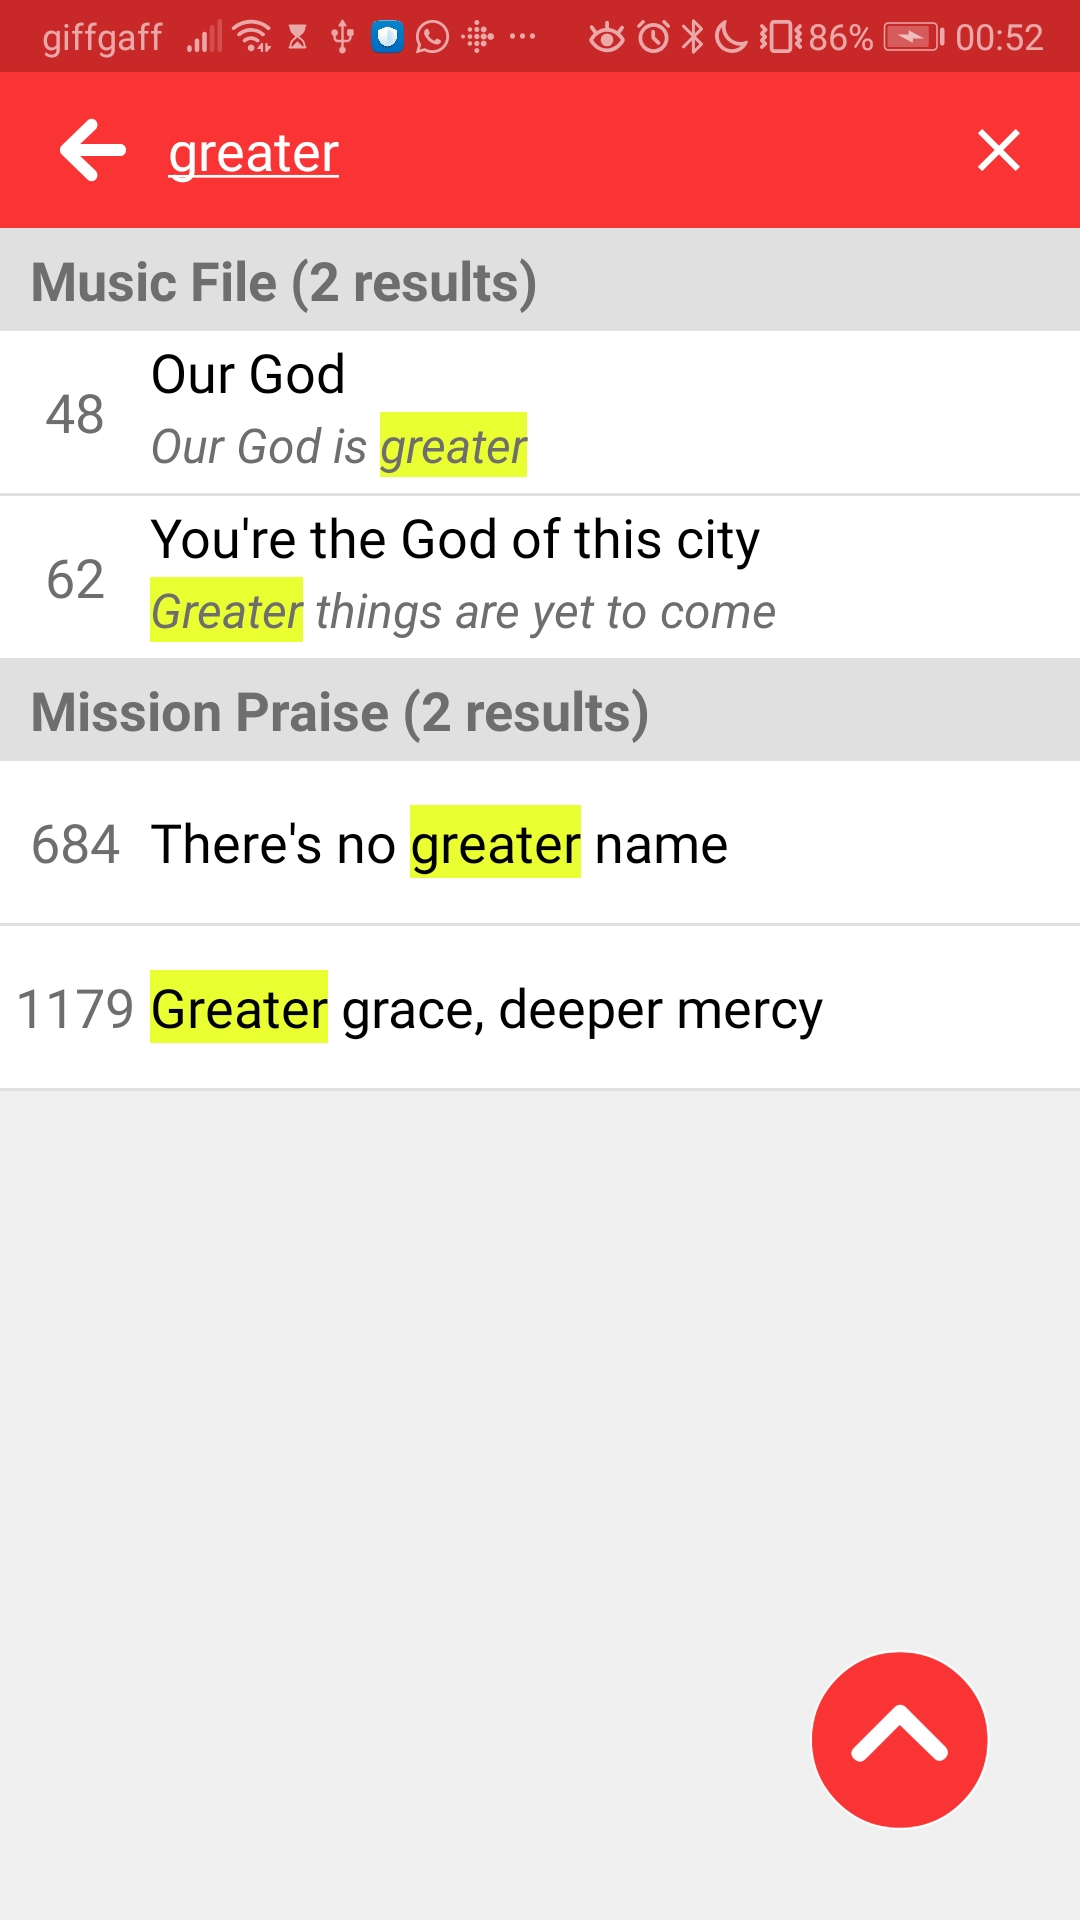 giffgaff 86% 00:52
greater
Music File (2 results)
48 Our God
Our God is greater
62 You're the God of this city
Greater things are yet to come
Mission Praise (2 results)
684 There's no greater name
1179 Greater grace, deeper mercy